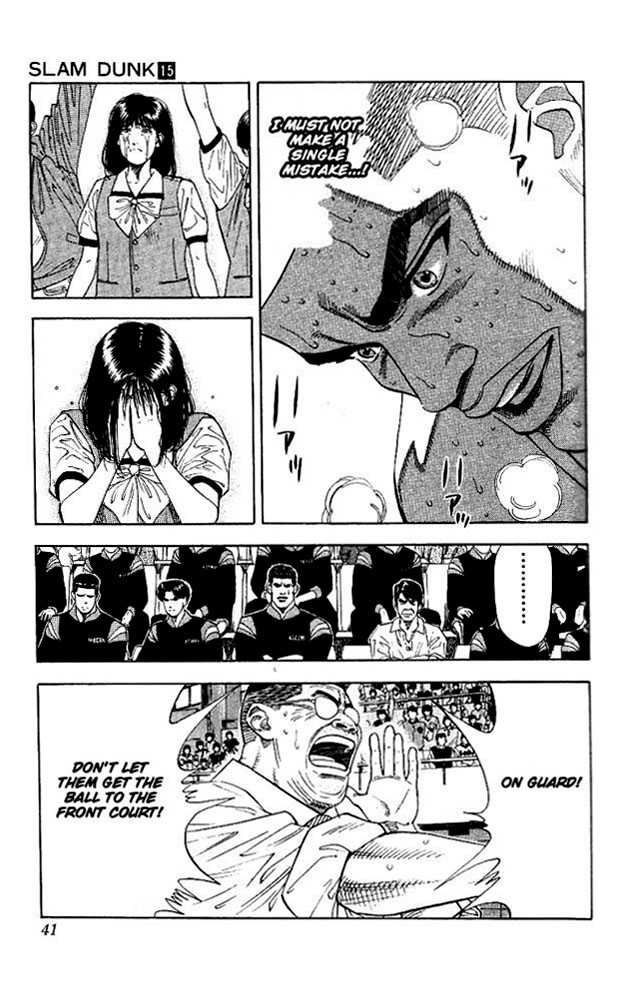 SLAM DUNK 15
I MUST NOT
MAKE A
SINGLE
MISTAKE...!
DON'T LET
THEM GET THE
BALL TO THE
FRONT COURT!
ON GUARD!
41